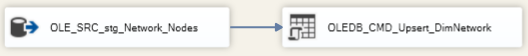 OLE_SRC_stg_Network_Nodes
OLEDB_CMD_Upsert_DimNetwork